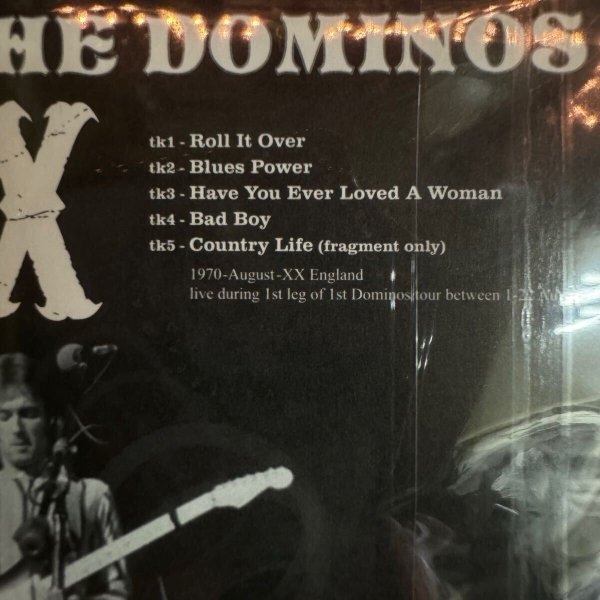 HE DOMINOS
X
tk1 - Roll It Over
tk2 - Blues Power
tk3 - Have You Ever Loved A Woman
tk4 - Bad Boy
tk5 - Country Life (fragment only)
1970-August-XX England
live during 1st leg of 1st Dominos tour between